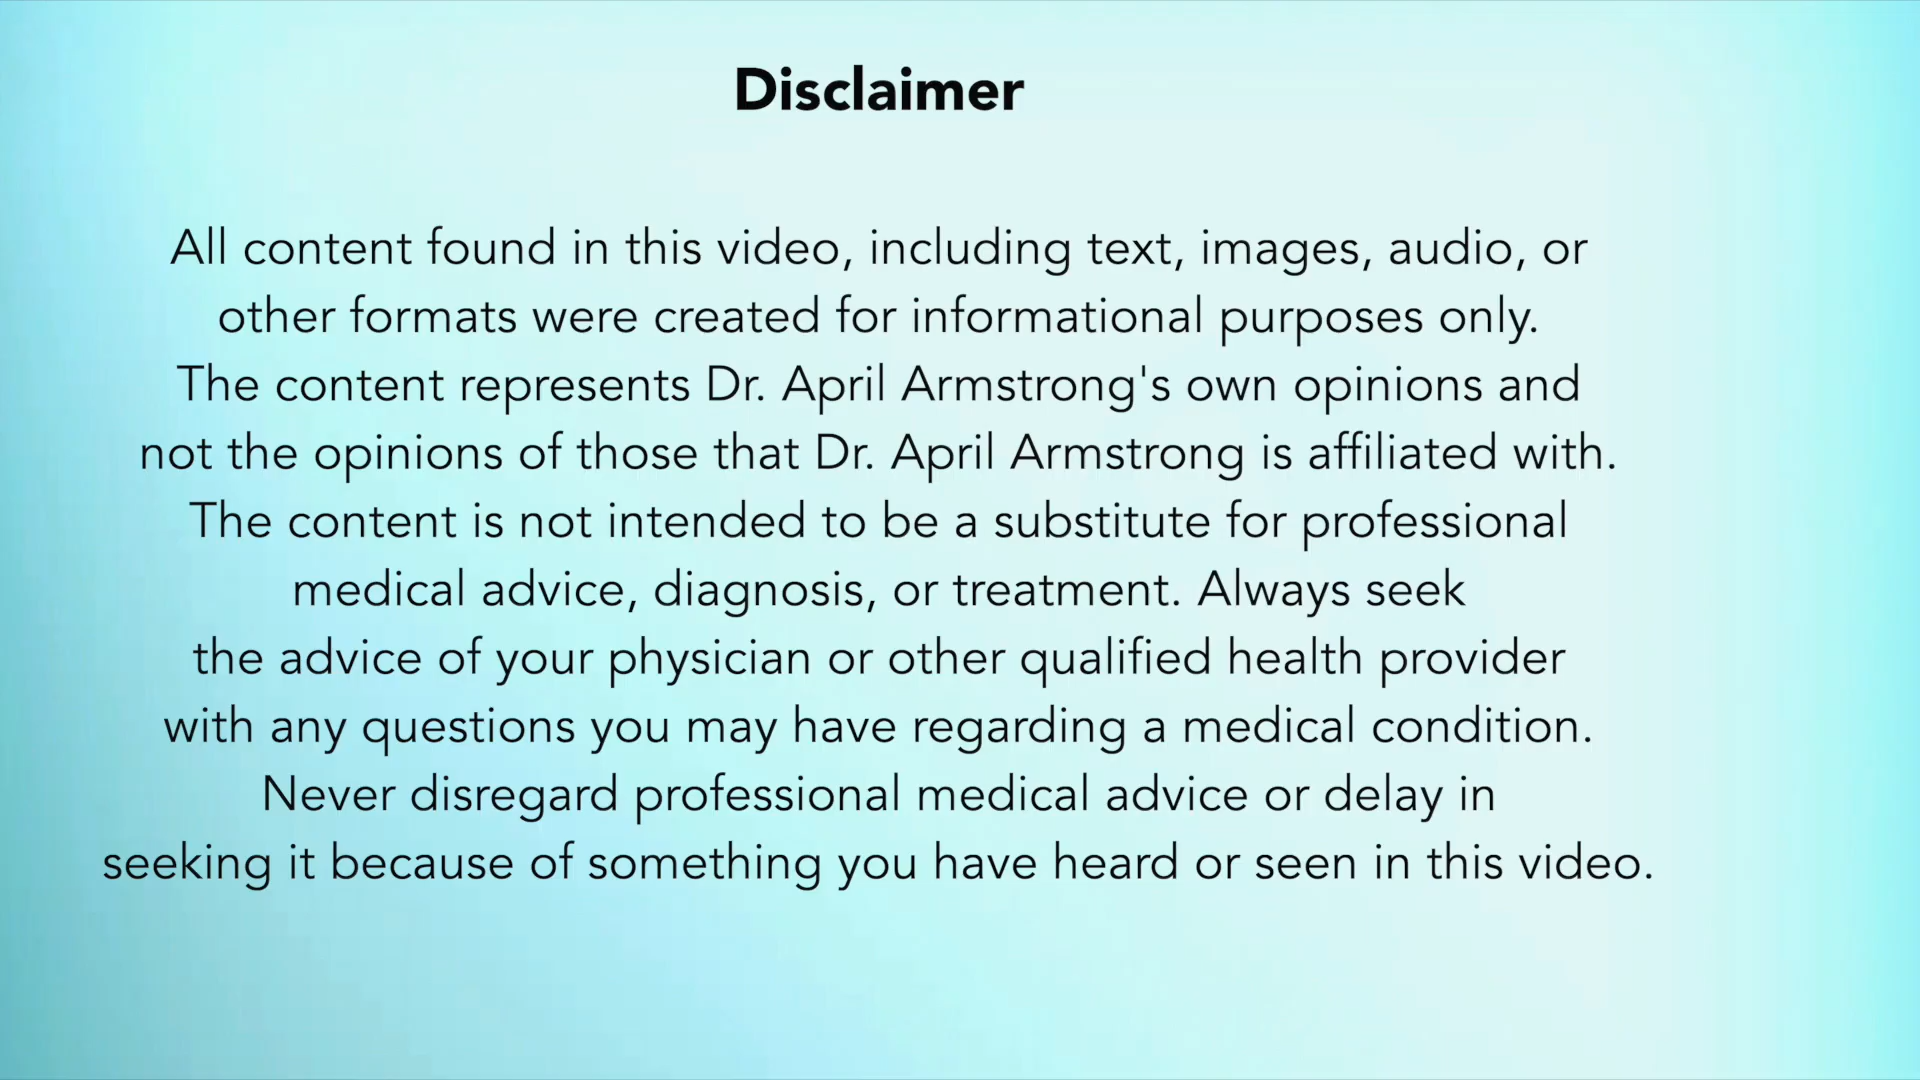 Disclaimer
All content found in this video, including text, images, audio, or
other formats were created for informational purposes only.
The content represents Dr. April Armstrong's own opinions and
not the opinions of those that Dr. April Armstrong is affiliated with.
The content is not intended to be a substitute for professional
medical advice, diagnosis, or treatment. Always seek
the advice of your physician or other qualified health provider
with any questions you may have regarding a medical condition.
Never disregard professional medical advice or delay in
seeking it because of something you have heard or seen in this video.